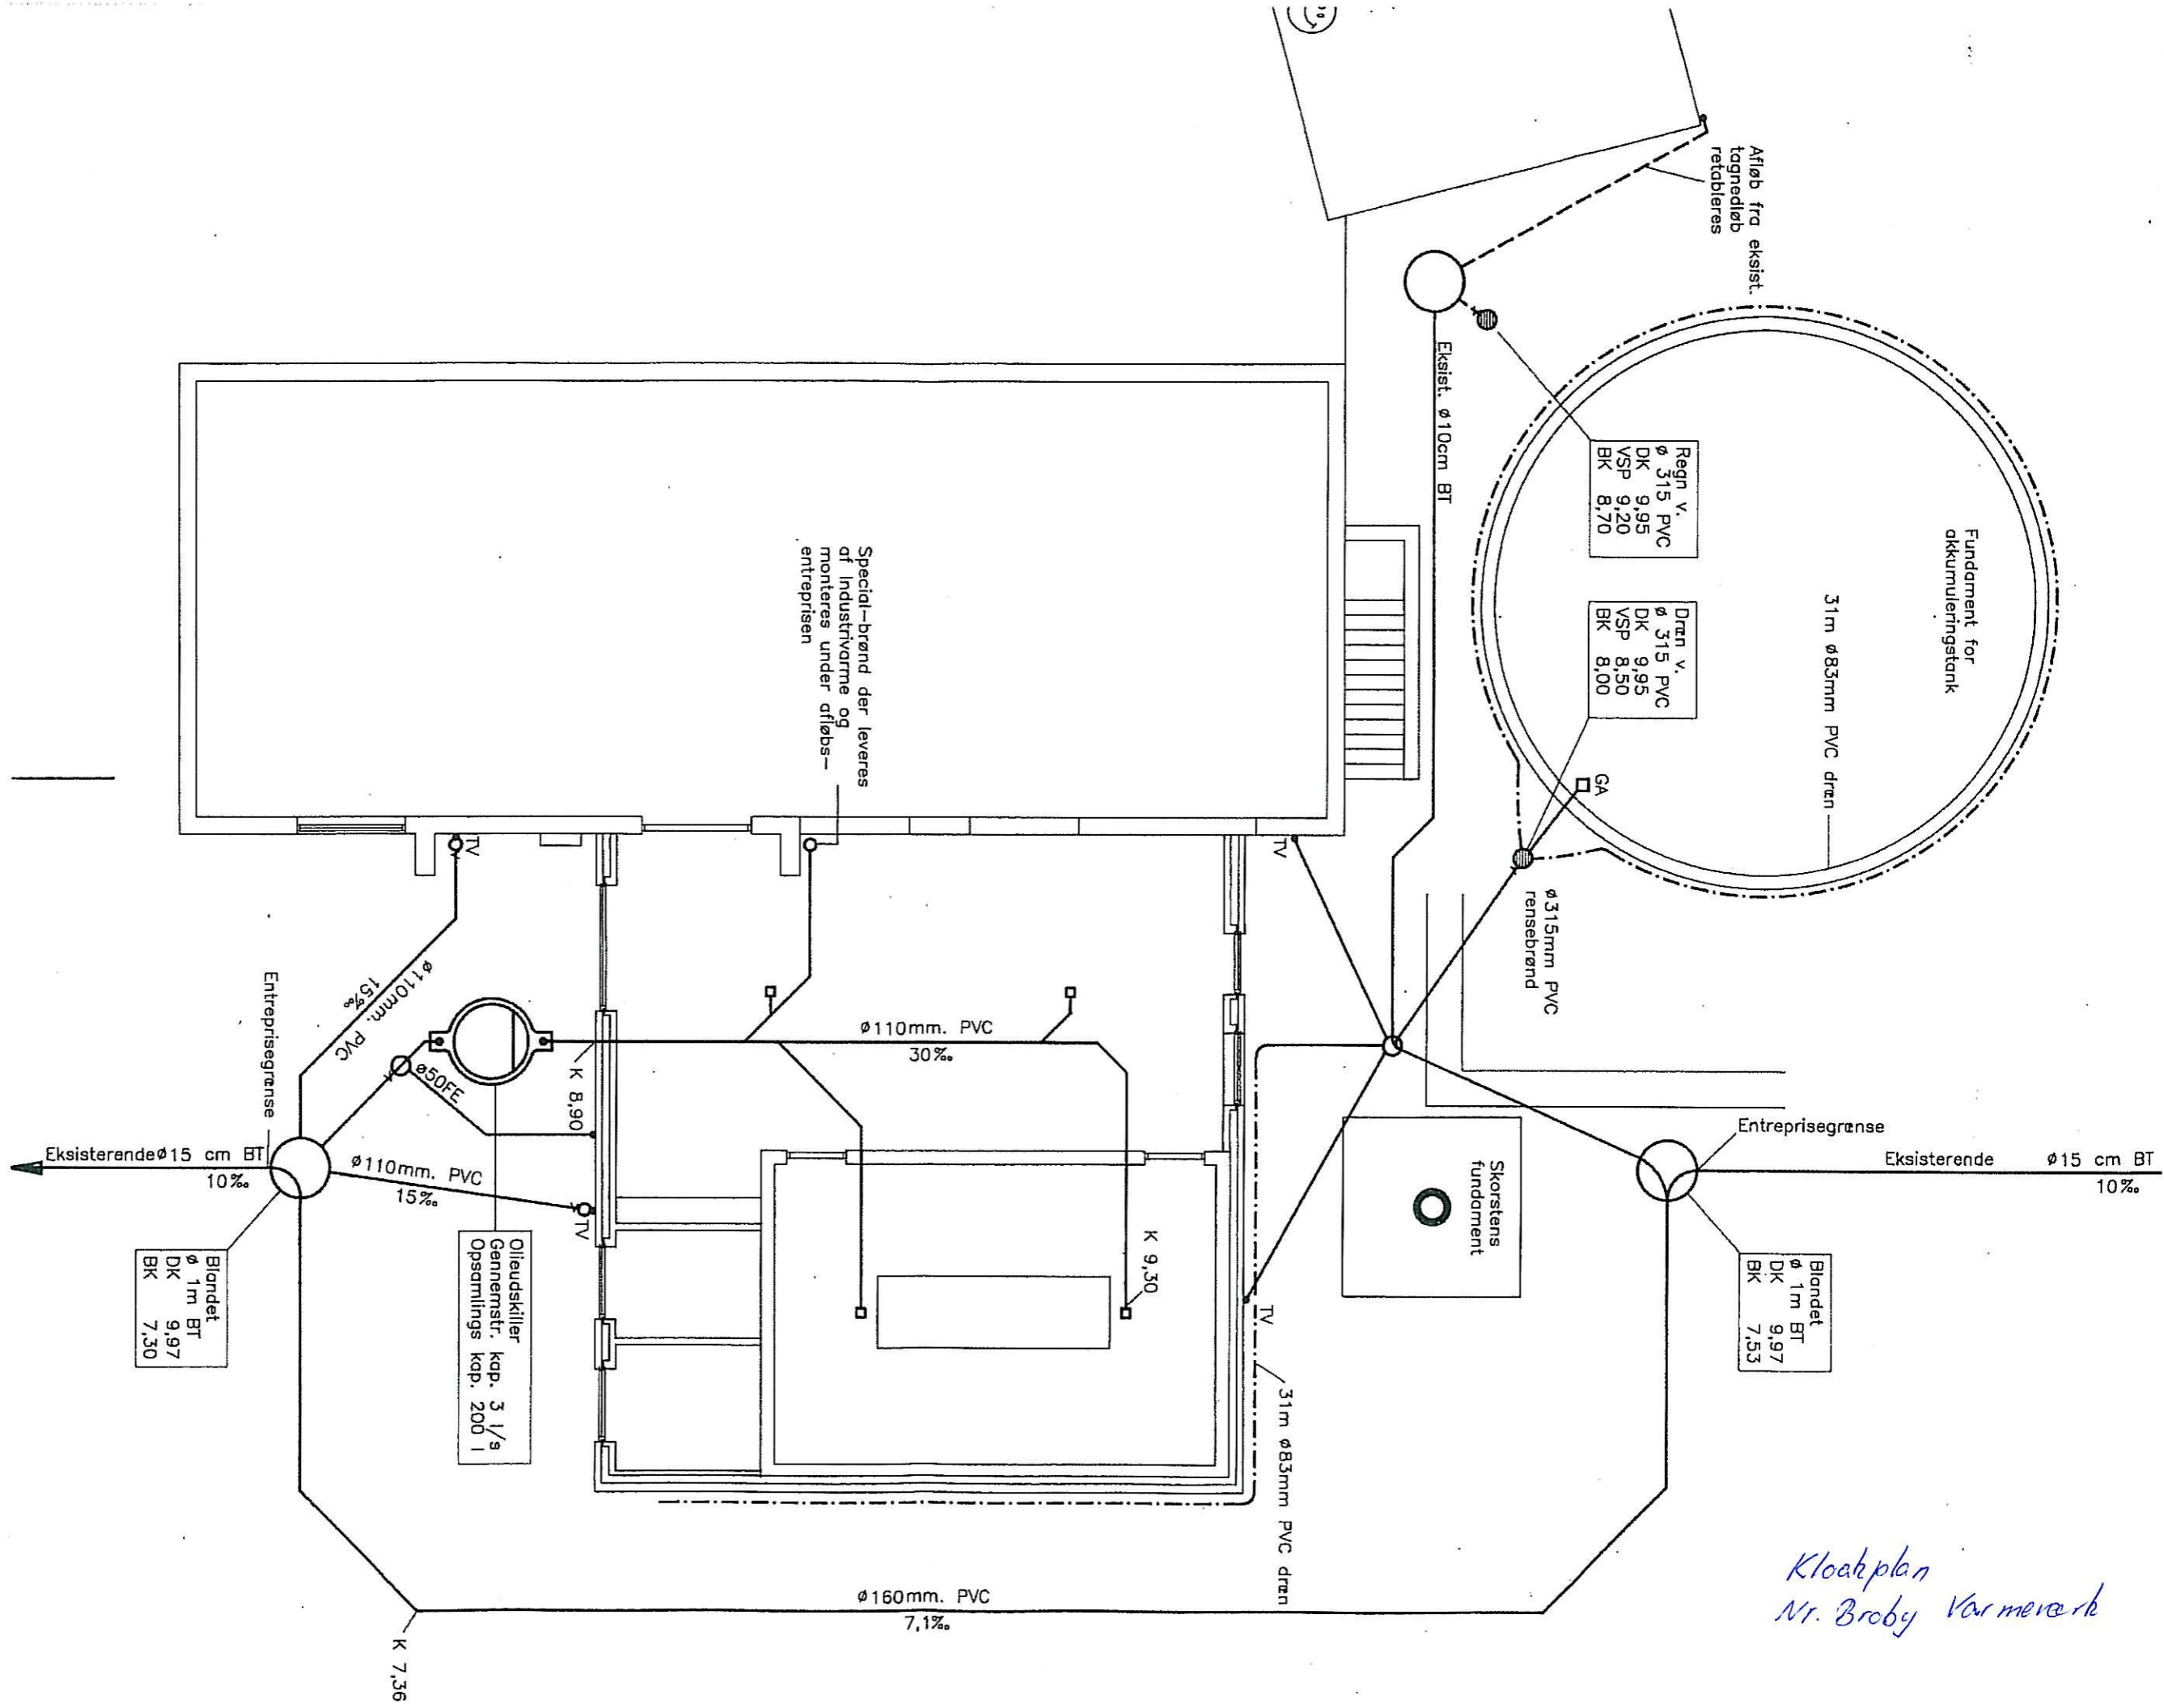 Afløb fra eksist.
tagnedløb
retableres
Eksist. ø10cm BT
Regn v.
ø 315 PVC
DK 9,95
VSP 9,20
BK 8,70
Dræn v.
ø 315 PVC
DK 9,95
VSP 8,50
BK 8,00
Fundament for
akkumuleringstank
31m ø83mm PVC dræn
GA
ø315mm PVC
rensebrønd
Special-brønd der leveres
af Industrivarme og
monteres under afløbs-
entreprisen
TV
TV
ø110mm. PVC
15‰
Entreprisegrænse
ø50FE
K 8,90
ø110mm. PVC
30‰
Eksisterende ø15 cm BT
10‰
ø110mm. PVC
15‰
TV
Blandet
ø 1m BT
DK 9,97
BK 7,30
Olieudskiller
Gennemstr. kap. 3 l/s
Opsamlings kap. 200 l
K 9,30
TV
Skorstens
fundament
Entreprisegrænse
Eksisterende ø15 cm BT
10‰
Blandet
ø 1m BT
DK 9,97
BK 7,53
31m ø83mm PVC dræn
ø160mm. PVC
7,1‰
K 7,36
Kloakplan
Nr. Broby Varmeværk